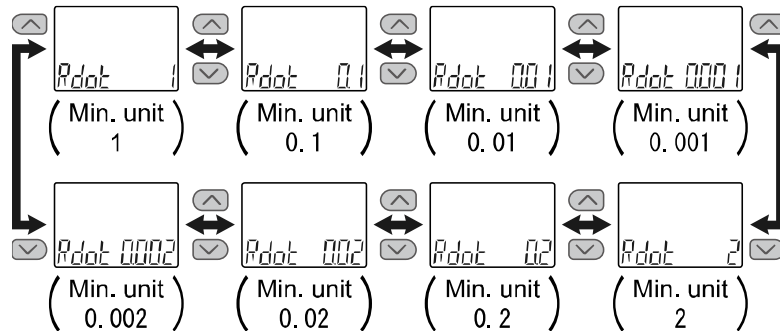 Rdot 1
Rdot 0.1
Rdot 0.01
Rdot 0.001
(Min. unit
1)
(Min. unit
0.1)
(Min. unit
0.01)
(Min. unit
0.001)
Rdot 0.002
Rdot 0.02
Rdot 0.2
Rdot 2
(Min. unit
0.002)
(Min. unit
0.02)
(Min. unit
0.2)
(Min. unit
2)